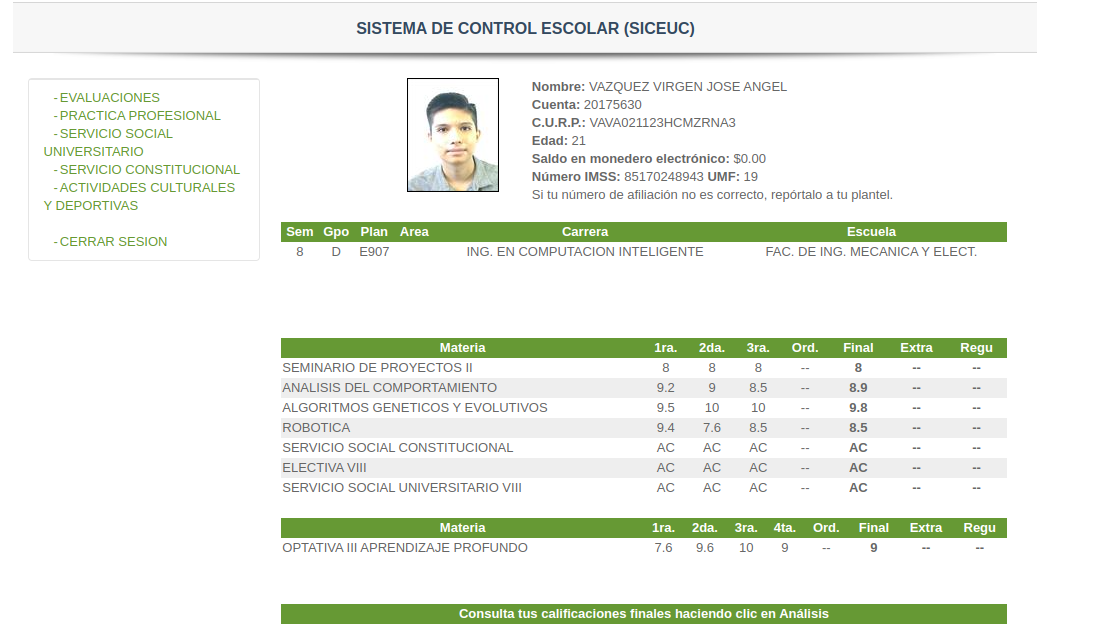 SISTEMA DE CONTROL ESCOLAR (SICEUC)
- EVALUACIONES
- PRACTICA PROFESIONAL
- SERVICIO SOCIAL
UNIVERSITARIO
- SERVICIO CONSTITUCIONAL
- ACTIVIDADES CULTURALES
Y DEPORTIVAS
- CERRAR SESION
Nombre: VAZQUEZ VIRGEN JOSE ANGEL
Cuenta: 20175630
C.U.R.P.: VAVA021123HCMZRNA3
Edad: 21
Saldo en monedero electrónico: $0.00
Número IMSS: 85170248943 UMF: 19
Si tu número de afiliación no es correcto, repórtalo a tu plantel.
Sem Gpo Plan Area Carrera Escuela
8 D E907 ING. EN COMPUTACION INTELIGENTE FAC. DE ING. MECANICA Y ELECT.
Materia 1ra. 2da. 3ra. Ord. Final Extra Regu
SEMINARIO DE PROYECTOS II 8 8 8 -- 8 -- --
ANALISIS DEL COMPORTAMIENTO 9.2 9 8.5 -- 8.9 -- --
ALGORITMOS GENETICOS Y EVOLUTIVOS 9.5 10 10 -- 9.8 -- --
ROBOTICA 9.4 7.6 8.5 -- 8.5 -- --
SERVICIO SOCIAL CONSTITUCIONAL AC AC AC -- AC -- --
ELECTIVA VIII AC AC AC -- AC -- --
SERVICIO SOCIAL UNIVERSITARIO VIII AC AC AC -- AC -- --
Materia 1ra. 2da. 3ra. 4ta. Ord. Final Extra Regu
OPTATIVA III APRENDIZAJE PROFUNDO 7.6 9.6 10 9 -- 9 -- --
Consulta tus calificaciones finales haciendo clic en Análisis